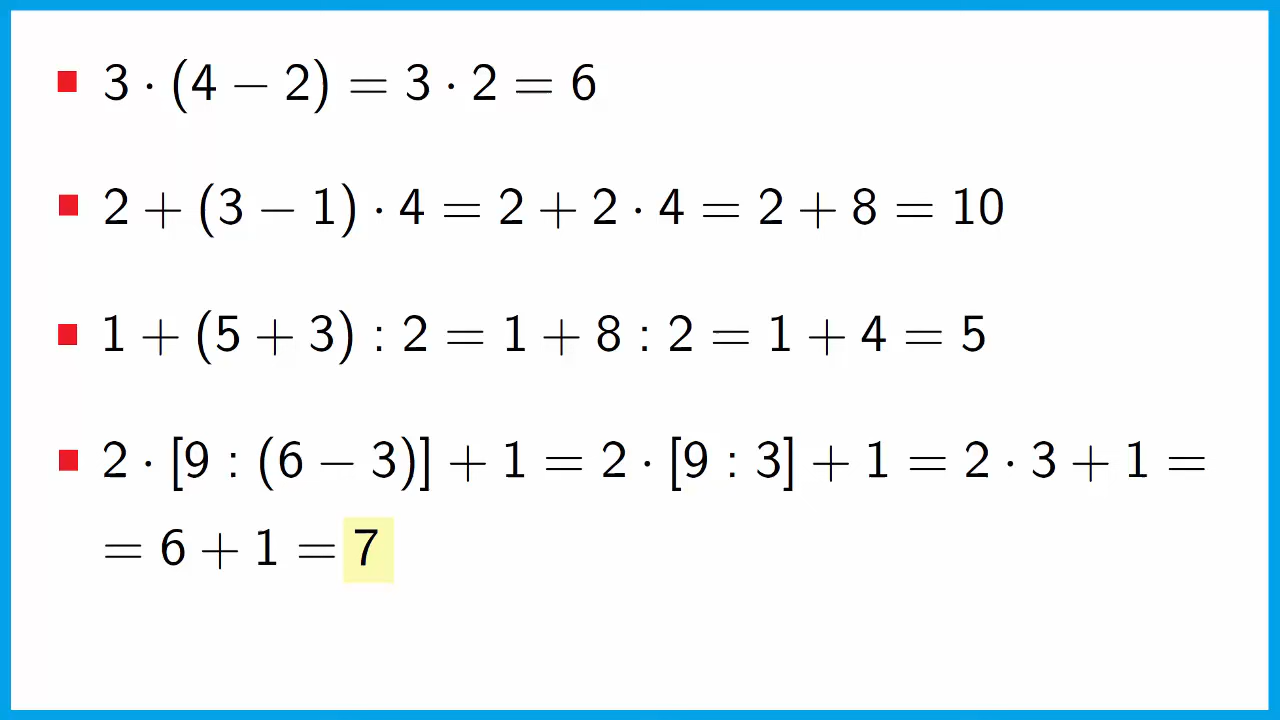 3 · (4 − 2) = 3 · 2 = 6
2 + (3 − 1) · 4 = 2 + 2 · 4 = 2 + 8 = 10
1 + (5 + 3) : 2 = 1 + 8 : 2 = 1 + 4 = 5
2 · [9 : (6 − 3)] + 1 = 2 · [9 : 3] + 1 = 2 · 3 + 1 =
= 6 + 1 = 7